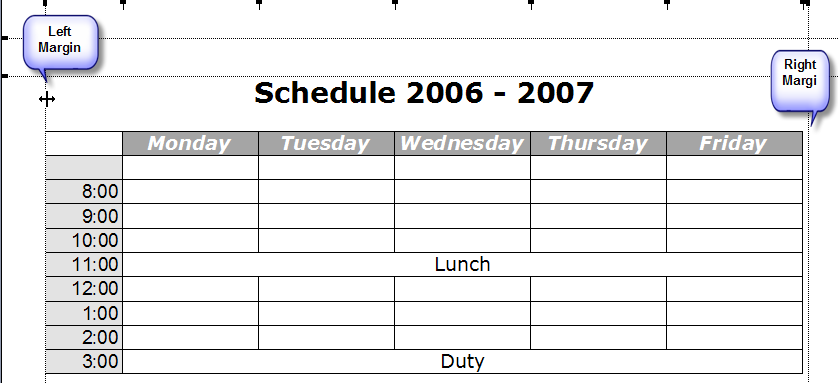 Left
Margin
Right
Margi
Schedule 2006 - 2007
Monday Tuesday Wednesday Thursday Friday
8:00
9:00
10:00
11:00 Lunch
12:00
1:00
2:00
3:00 Duty